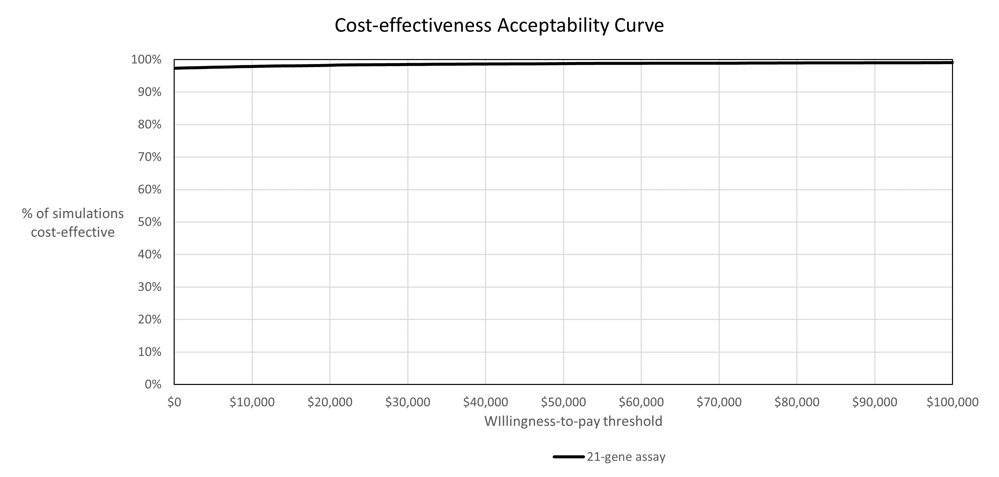 Cost-effectiveness Acceptability Curve
100%
90%
80%
70%
60%
% of simulations
cost-effective
50%
40%
30%
20%
10%
0%
$0 $10,000 $20,000 $30,000 $40,000 $50,000 $60,000 $70,000 $80,000 $90,000 $100,000
WIllingness-to-pay threshold
21-gene assay